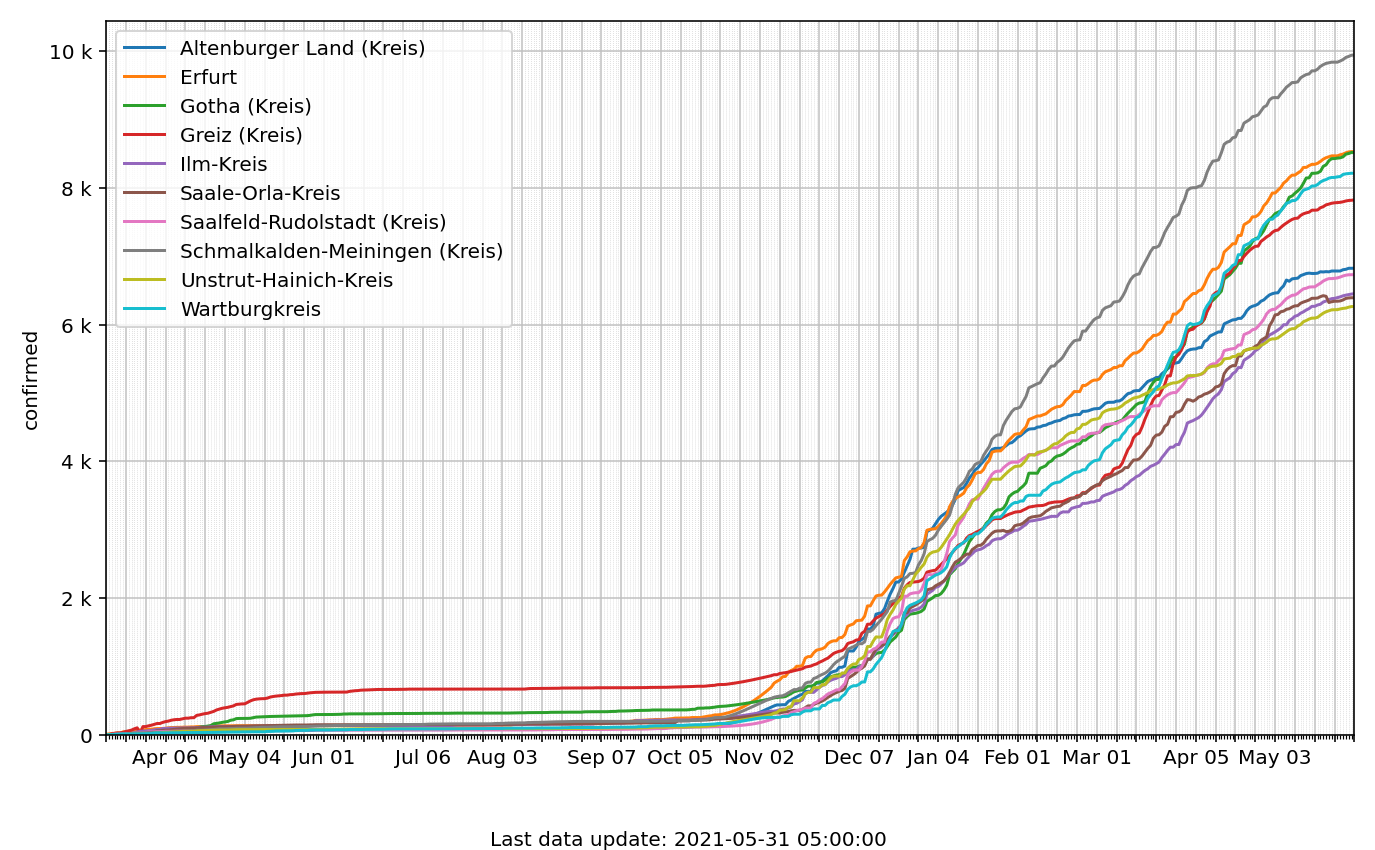 10 k
8 k
6 k
4 k
2 k
0
confirmed
Altenburger Land (Kreis)
Erfurt
Gotha (Kreis)
Greiz (Kreis)
Ilm-Kreis
Saale-Orla-Kreis
Saalfeld-Rudolstadt (Kreis)
Schmalkalden-Meiningen (Kreis)
Unstrut-Hainich-Kreis
Wartburgkreis
Apr 06 May 04 Jun 01 Jul 06 Aug 03 Sep 07 Oct 05 Nov 02 Dec 07 Jan 04 Feb 01 Mar 01 Apr 05 May 03
Last data update: 2021-05-31 05:00:00